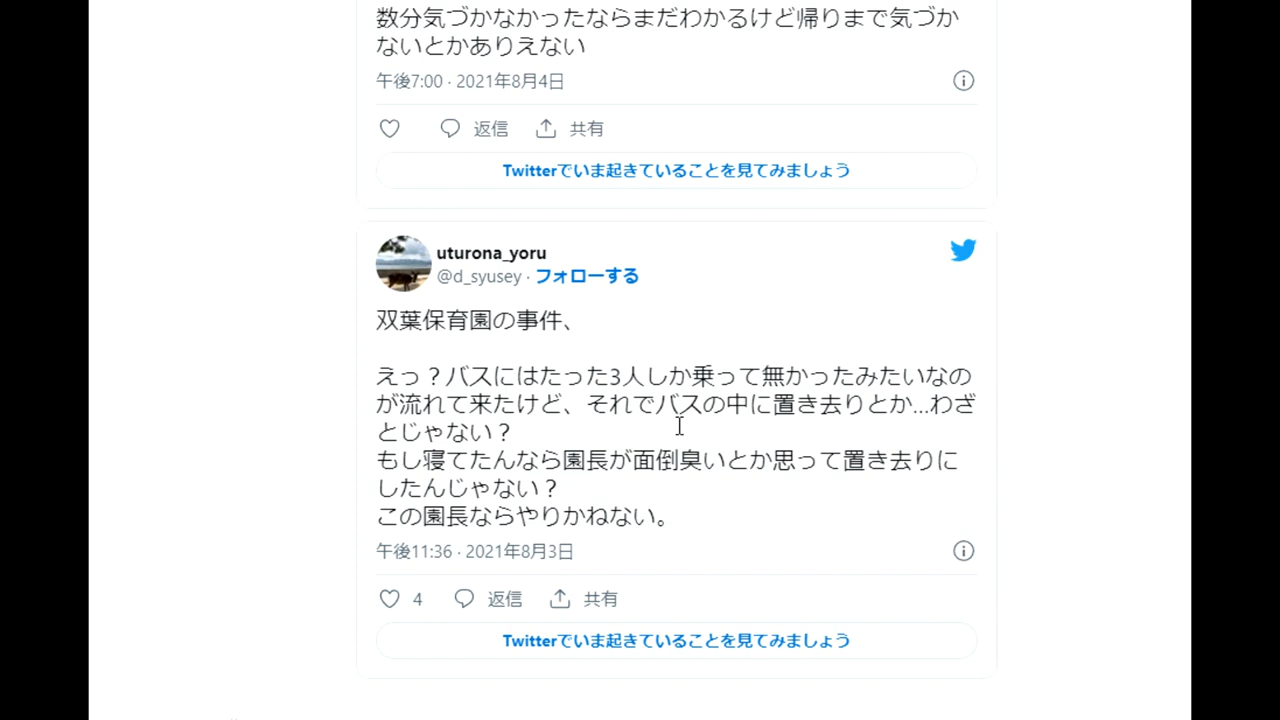 数分気づかなかったならまだわかるけど帰りまで気づか
ないとかありえない
午後7:00 · 2021年8月4日
返信 共有
Twitterでいま起きていることを見てみましょう
uturona_yoru
@d_syusey · フォローする
双葉保育園の事件、
えっ？バスにはたった3人しか乗って無かったみたいなの
が流れて来たけど、それでバスの中に置き去りとか...わざ
とじゃない？
もし寝てたんなら園長が面倒臭いとか思って置き去りに
したんじゃない？
この園長ならやりかねない。
午後11:36 · 2021年8月3日
4 返信 共有
Twitterでいま起きていることを見てみましょう